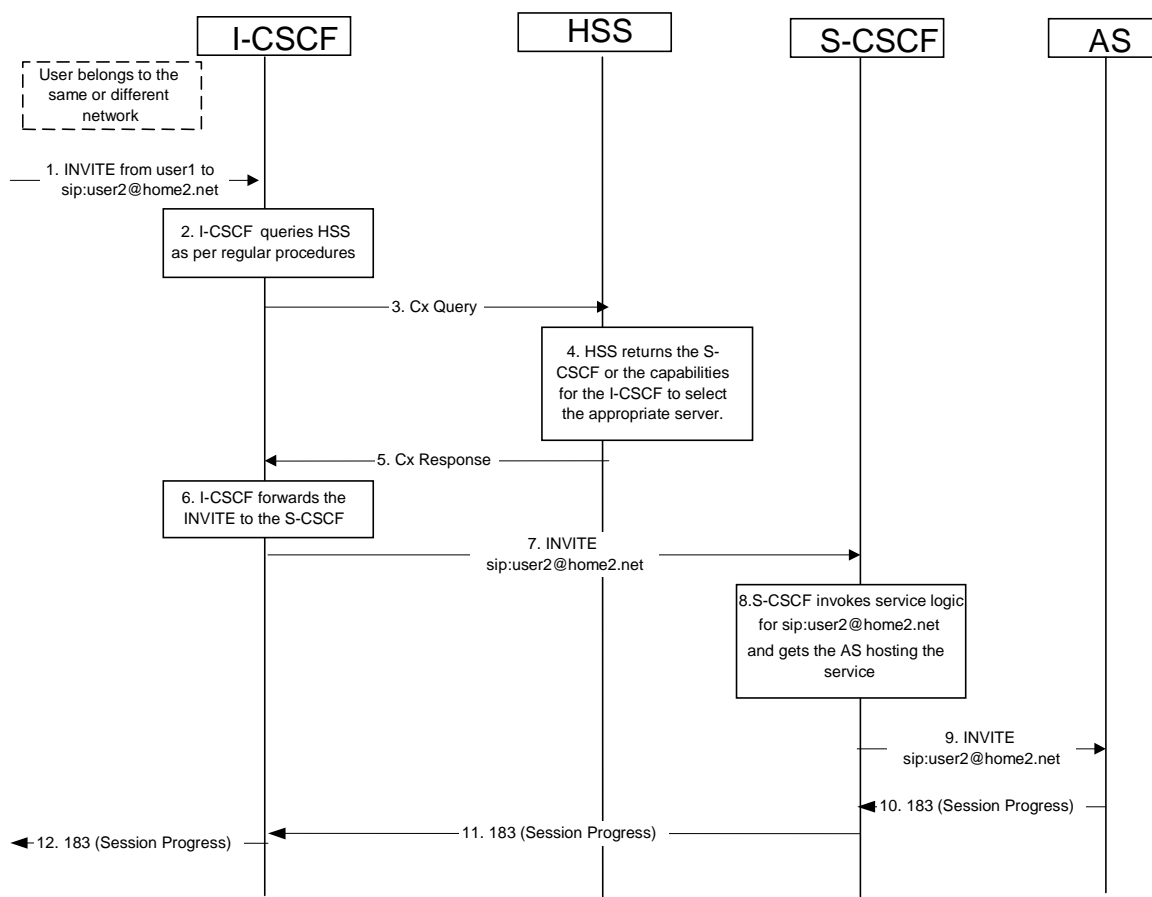 I-CSCF
HSS
S-CSCF
AS
User belongs to the
same or different
network
1. INVITE from user1 to
sip:user2@home2.net
2. I-CSCF queries HSS
as per regular procedures
3. Cx Query
4. HSS returns the S-
CSCF or the capabilities
for the I-CSCF to select
the appropriate server.
5. Cx Response
6. I-CSCF forwards the
INVITE to the S-CSCF
7. INVITE
sip:user2@home2.net
8.S-CSCF invokes service logic
for sip:user2@home2.net
and gets the AS hosting the
service
9. INVITE
sip:user2@home2.net
10. 183 (Session Progress)
11. 183 (Session Progress)
12. 183 (Session Progress)